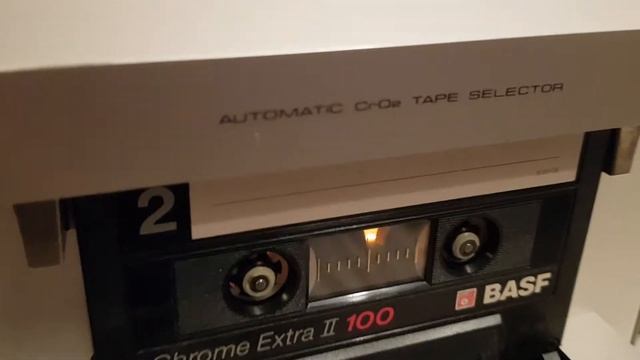 AUTOMATIC CrO2 TAPE SELECTOR
2
BASF
Chrome Extra II 100